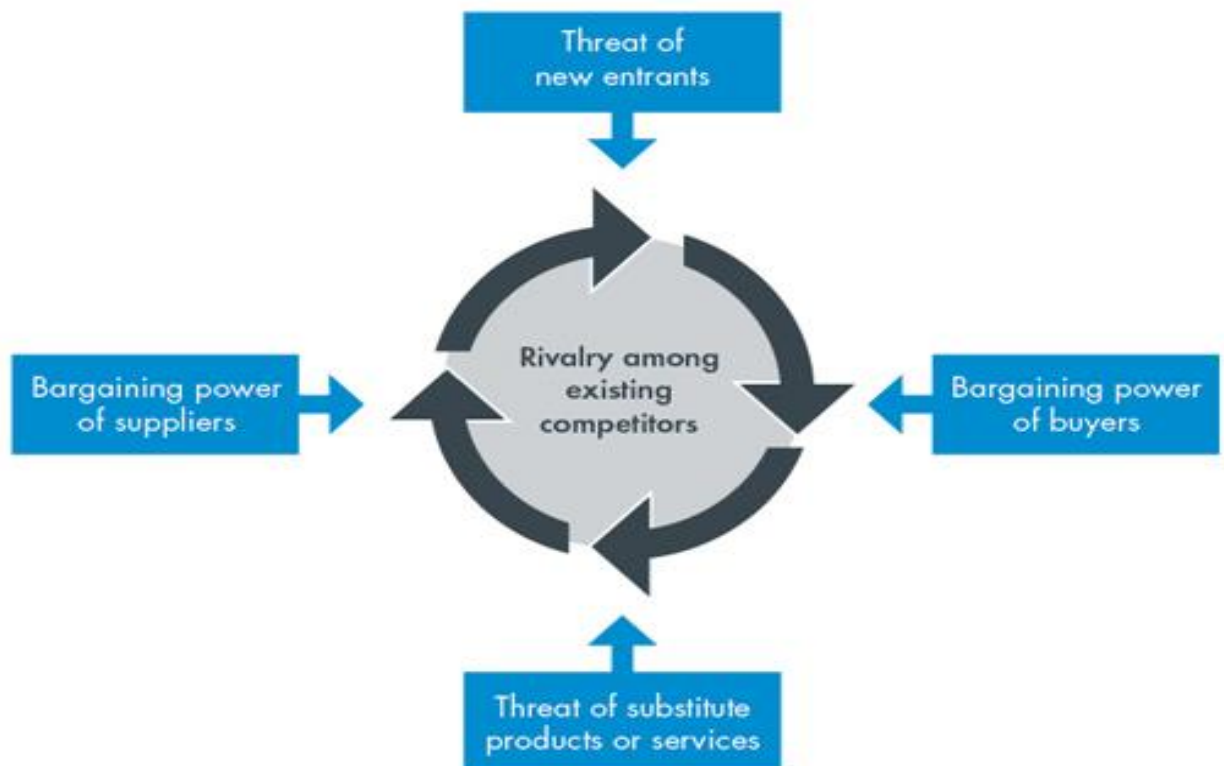 Threat of
new entrants
Bargaining power
of suppliers
Rivalry among
existing
competitors
Bargaining power
of buyers
Threat of substitute
products or services